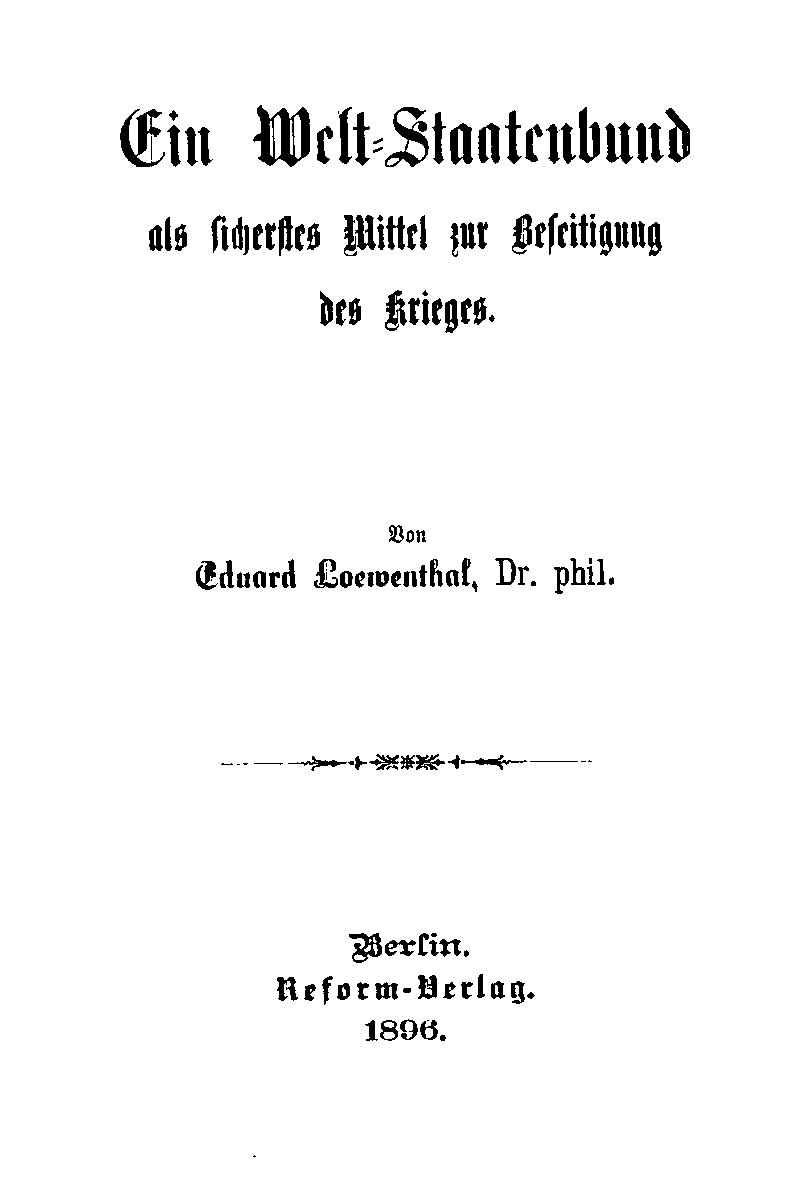 Ein Welt-Staatenbund
als sicherstes Mittel zur Beseitigung
des Krieges.
Von
Eduard Loewenthal, Dr. phil.
Berlin.
Reform-Verlag.
1896.